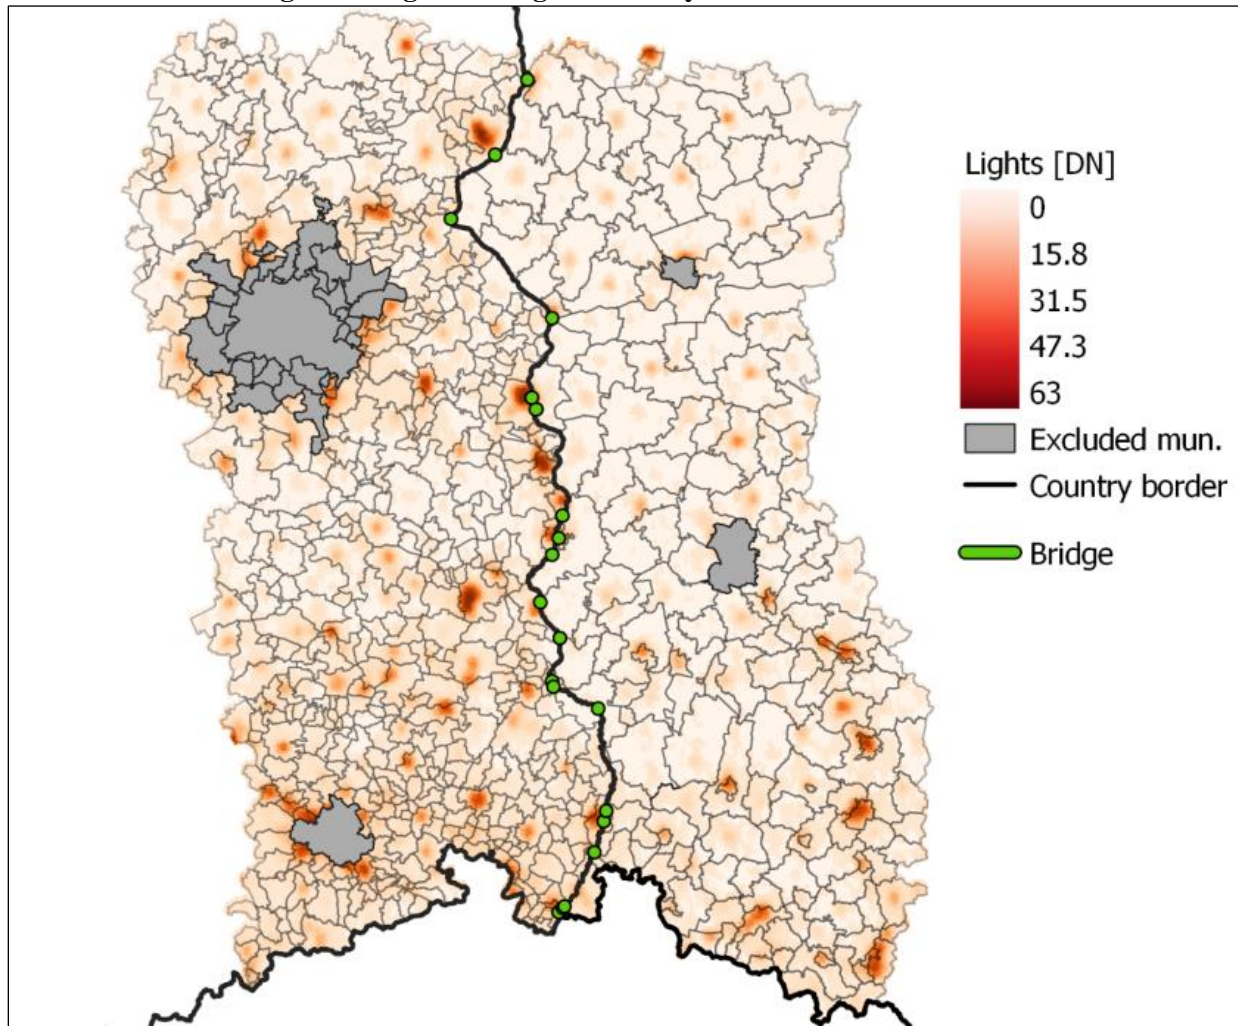 Lights [DN]
0
15.8
31.5
47.3
63
Excluded mun.
Country border
Bridge